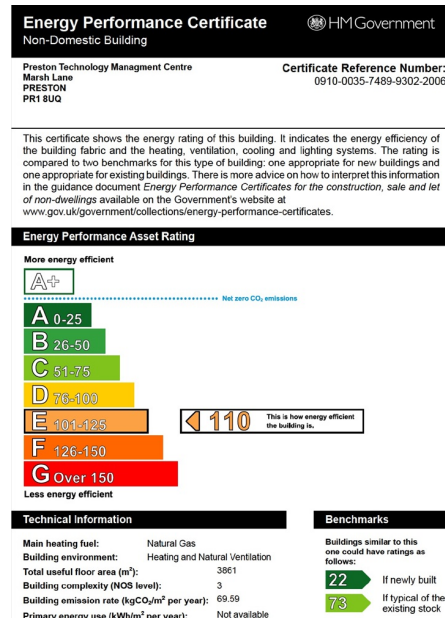 Energy Performance Certificate
HM Government
Non-Domestic Building
Preston Technology Managment Centre
Marsh Lane
PRESTON
PR1 8UQ
Certificate Reference Number:
0910-0035-7489-9302-2006
This certificate shows the energy rating of this building. It indicates the energy efficiency of
the building fabric and the heating, ventilation, cooling and lighting systems. The rating is
compared to two benchmarks for this type of building: one appropriate for new buildings and
one appropriate for existing buildings. There is more advice on how to interpret this information
in the guidance document Energy Performance Certificates for the construction, sale and let
of non-dwellings available on the Government's website at
www.gov.uk/government/collections/energy-performance-certificates.
Energy Performance Asset Rating
More energy efficient
A+
Net zero CO₂ emissions
A 0-25
B 26-50
C 51-75
D 76-100
E 101-125
110
This is how energy efficient
the building is.
F 126-150
G Over 150
Less energy efficient
Technical Information
Main heating fuel: Natural Gas
Building environment: Heating and Natural Ventilation
Total useful floor area (m²): 3861
Building complexity (NOS level): 3
Building emission rate (kgCO₂/m² per year): 69.59
Primary energy use (kWh/m² per year): Not available
Benchmarks
Buildings similar to this
one could have ratings as
follows:
22 If newly built
73 If typical of the
existing stock